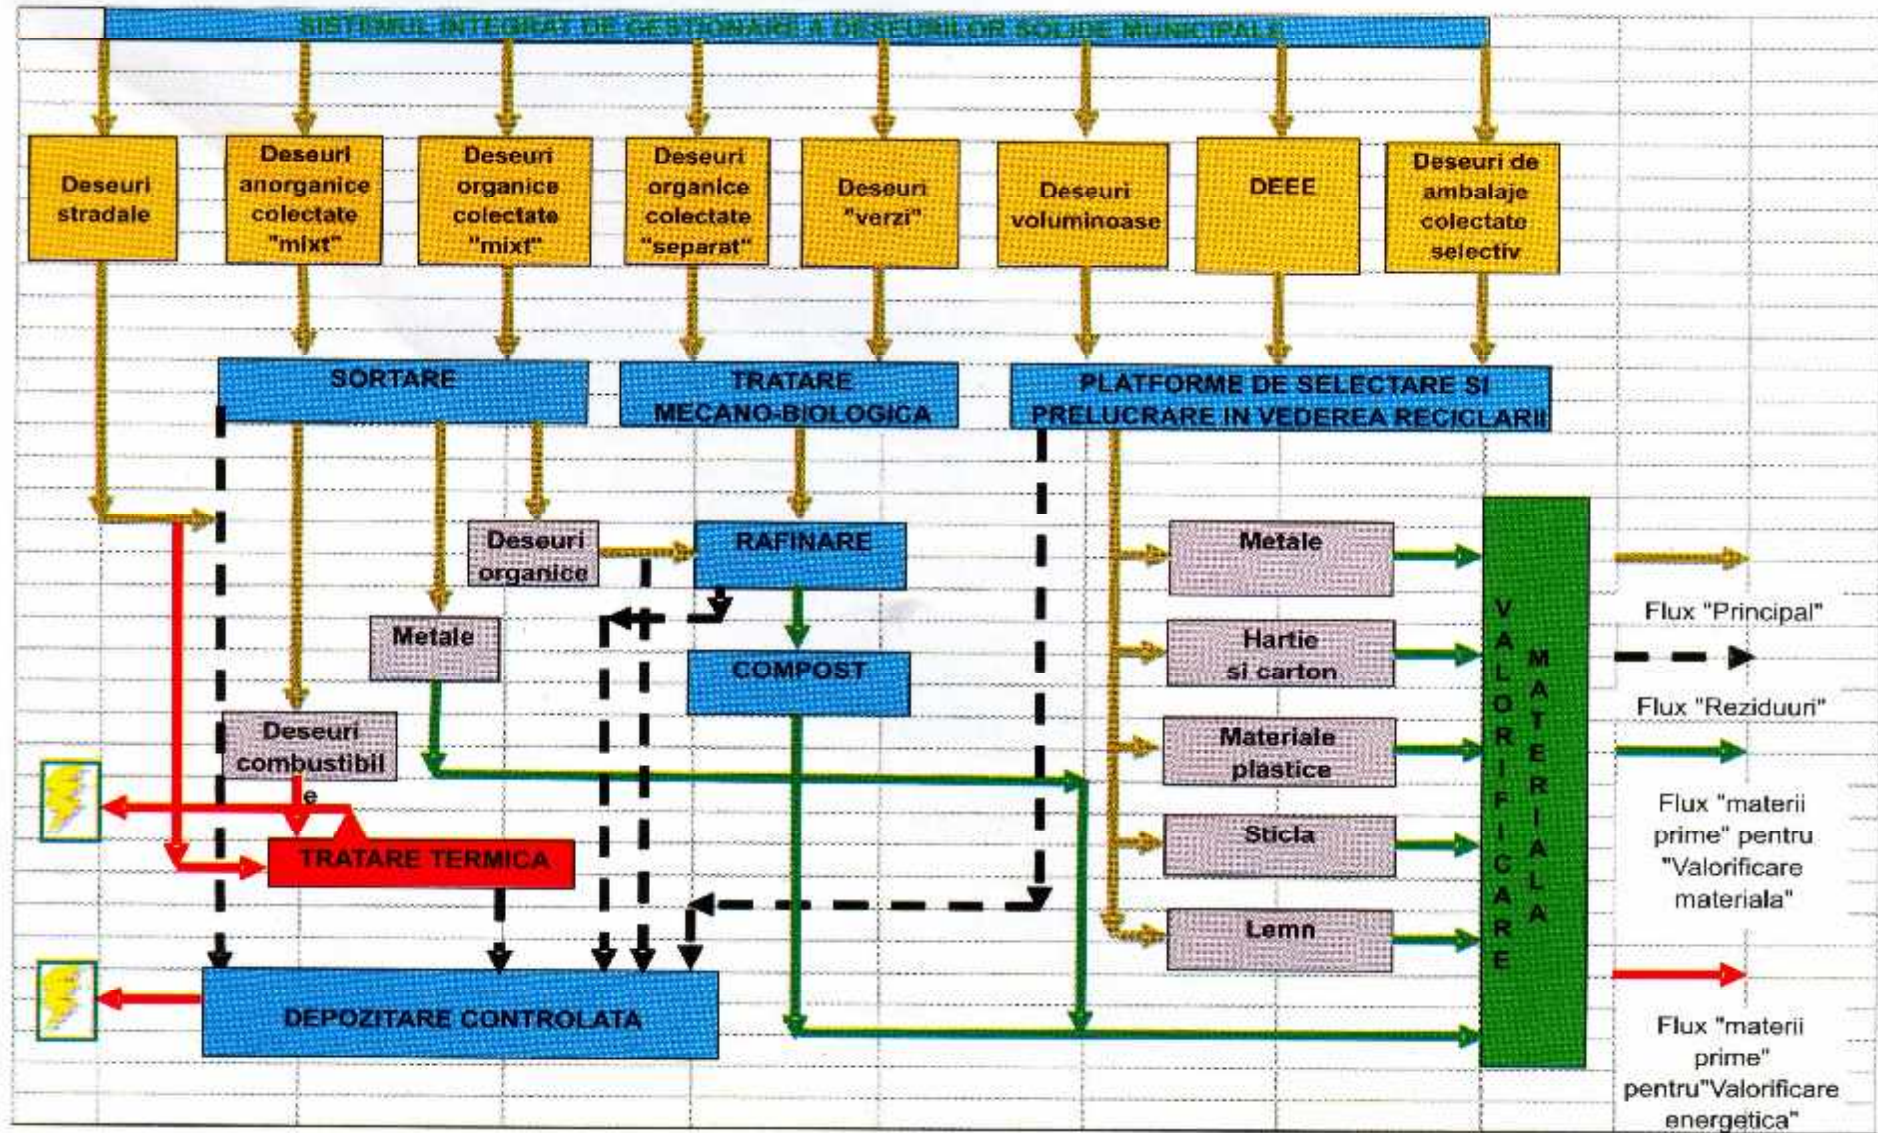 SISTEMUL INTEGRAT DE GESTIONARE A DESEURILOR SOLIDE MUNICIPALE
Deseuri
stradale
Deseuri
anorganice
colectate
"mixt"
Deseuri
organice
colectate
"mixt"
Deseuri
organice
colectate
"separat"
Deseuri
"verzi"
Deseuri
voluminoase
DEEE
Deseuri de
ambalaje
colectate
selectiv
SORTARE
TRATARE
MECANO-BIOLOGICA
PLATFORME DE SELECTARE SI
PRELUCRARE IN VEDEREA RECICLARII
Deseuri
organice
RAFINARE
Metale
COMPOST
Deseuri
combustibil
e
TRATARE TERMICA
DEPOZITARE CONTROLATA
Metale
Hartie
si carton
Materiale
plastice
Sticla
Lemn
VALORIFICARE
MATERIALA
Flux "Principal"
Flux "Reziduuri"
Flux "materii
prime" pentru
"Valorificare
materiala"
Flux "materii
prime"
pentru"Valorificare
energetica"